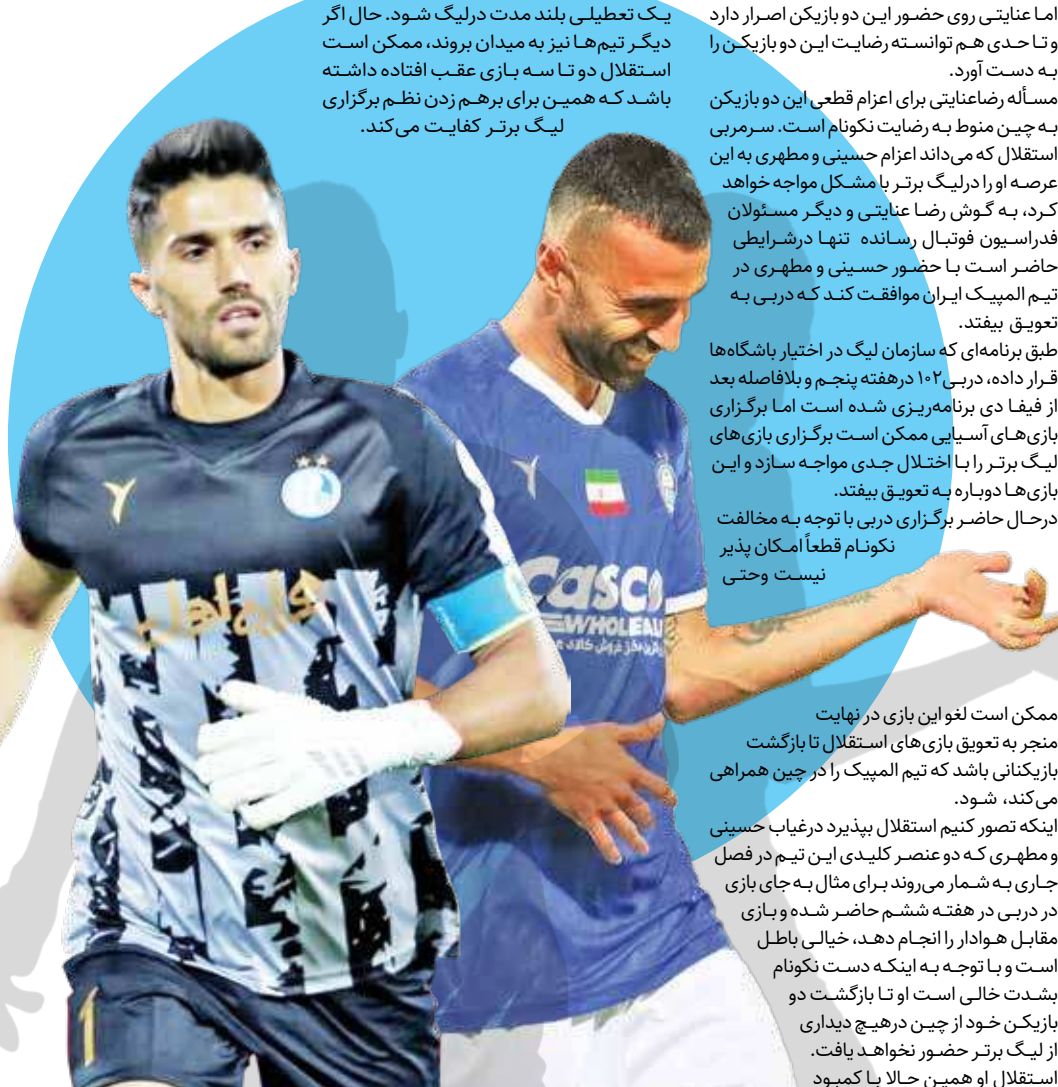 اما عنایتی روی حضور این دو بازیکن اصرار دارد
و تا حدی هم توانسته رضایت این دو بازیکن را
به دست آورد.
مسأله رضاعنایتی برای اعزام قطعی این دو بازیکن
به چین منوط به رضایت نکونام است. سرمربی
استقلال که می‌داند اعزام حسینی و مطهری به این
عرصه او را درلیگ برتر با مشکل مواجه خواهد
کرد، به گوش رضا عنایتی و دیگر مسئولان
فدراسیون فوتبال رسانده تنها درشرایطی
حاضر است با حضور حسینی و مطهری در
تیم المپیک ایران موافقت کند که دربی به
تعویق بیفتد.
طبق برنامه‌ای که سازمان لیگ در اختیار باشگاه‌ها
قرار داده، دربی۱۰۲ درهفته پنجم و بلافاصله بعد
از فیفا دی برنامه‌ریزی شده است اما برگزاری
بازی‌های آسیایی ممکن است برگزاری بازی‌های
لیگ برتر را با اختلال جدی مواجه سازد و این
بازی‌ها دوباره به تعویق بیفتد.
درحال حاضر برگزاری دربی با توجه به مخالفت
نکونام قطعاً امکان پذیر
نیست وحتی
ممکن است لغو این بازی در نهایت
منجر به تعویق بازی‌های استقلال تا بازگشت
بازیکنانی باشد که تیم المپیک را در چین همراهی
می‌کند، شود.
اینکه تصور کنیم استقلال بپذیرد درغیاب حسینی
و مطهری که دو عنصر کلیدی این تیم در فصل
جاری به شمار می‌روند برای مثال به جای بازی
در دربی در هفته ششم حاضر شده و بازی
مقابل هوادار را انجام دهد، خیالی باطل
است و با توجه به اینکه دست نکونام
بشدت خالی است او تا بازگشت دو
بازیکن خود از چین درهیچ دیداری
از لیگ برتر حضور نخواهد یافت.
استقلال او همین حالا با کمبود
یک تعطیلی بلند مدت درلیگ شود. حال اگر
دیگر تیم‌ها نیز به میدان بروند، ممکن است
استقلال دو تا سه بازی عقب افتاده داشته
باشد که همین برای برهم زدن نظم برگزاری
لیگ برتر کفایت می‌کند.
همراه اول
1
WHOLE